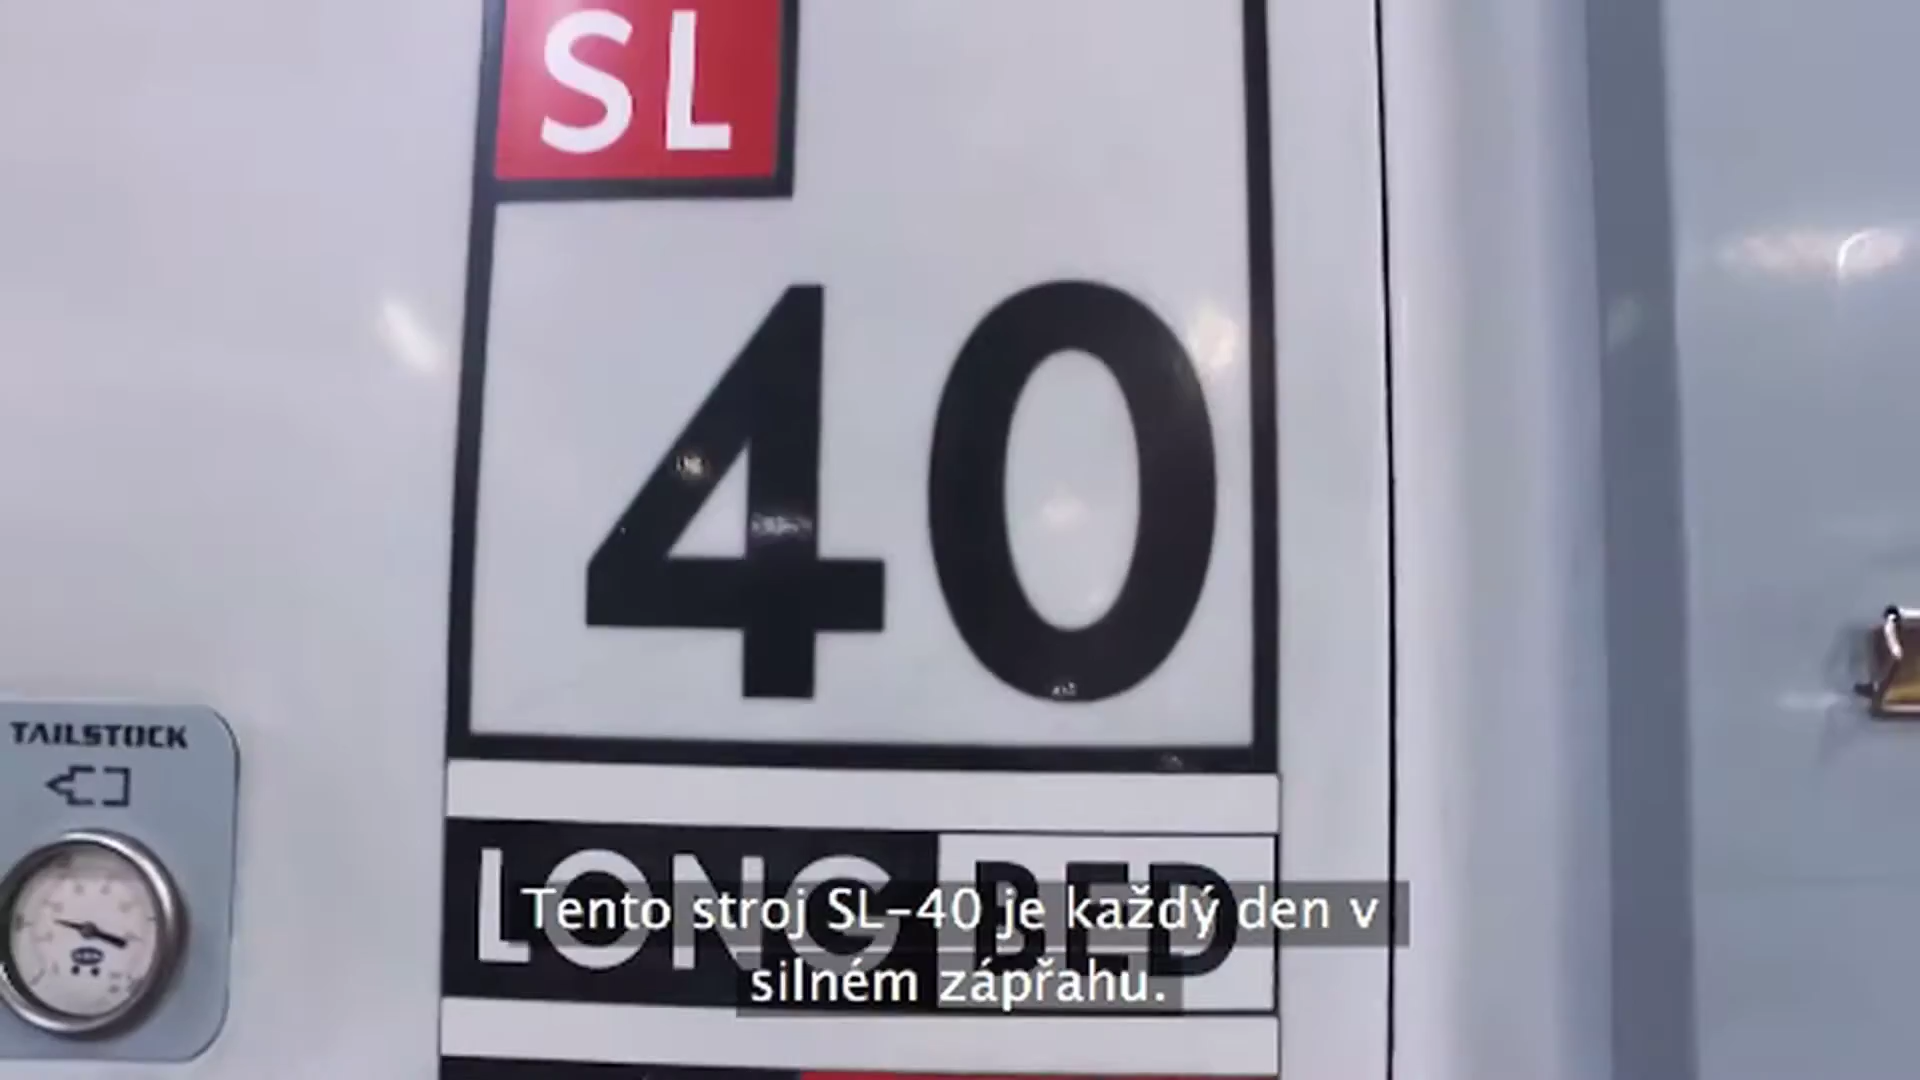 SL
40
TAILSTOCK
LONG BED
Tento stroj SL-40 je každý den v
silném zápřahu.